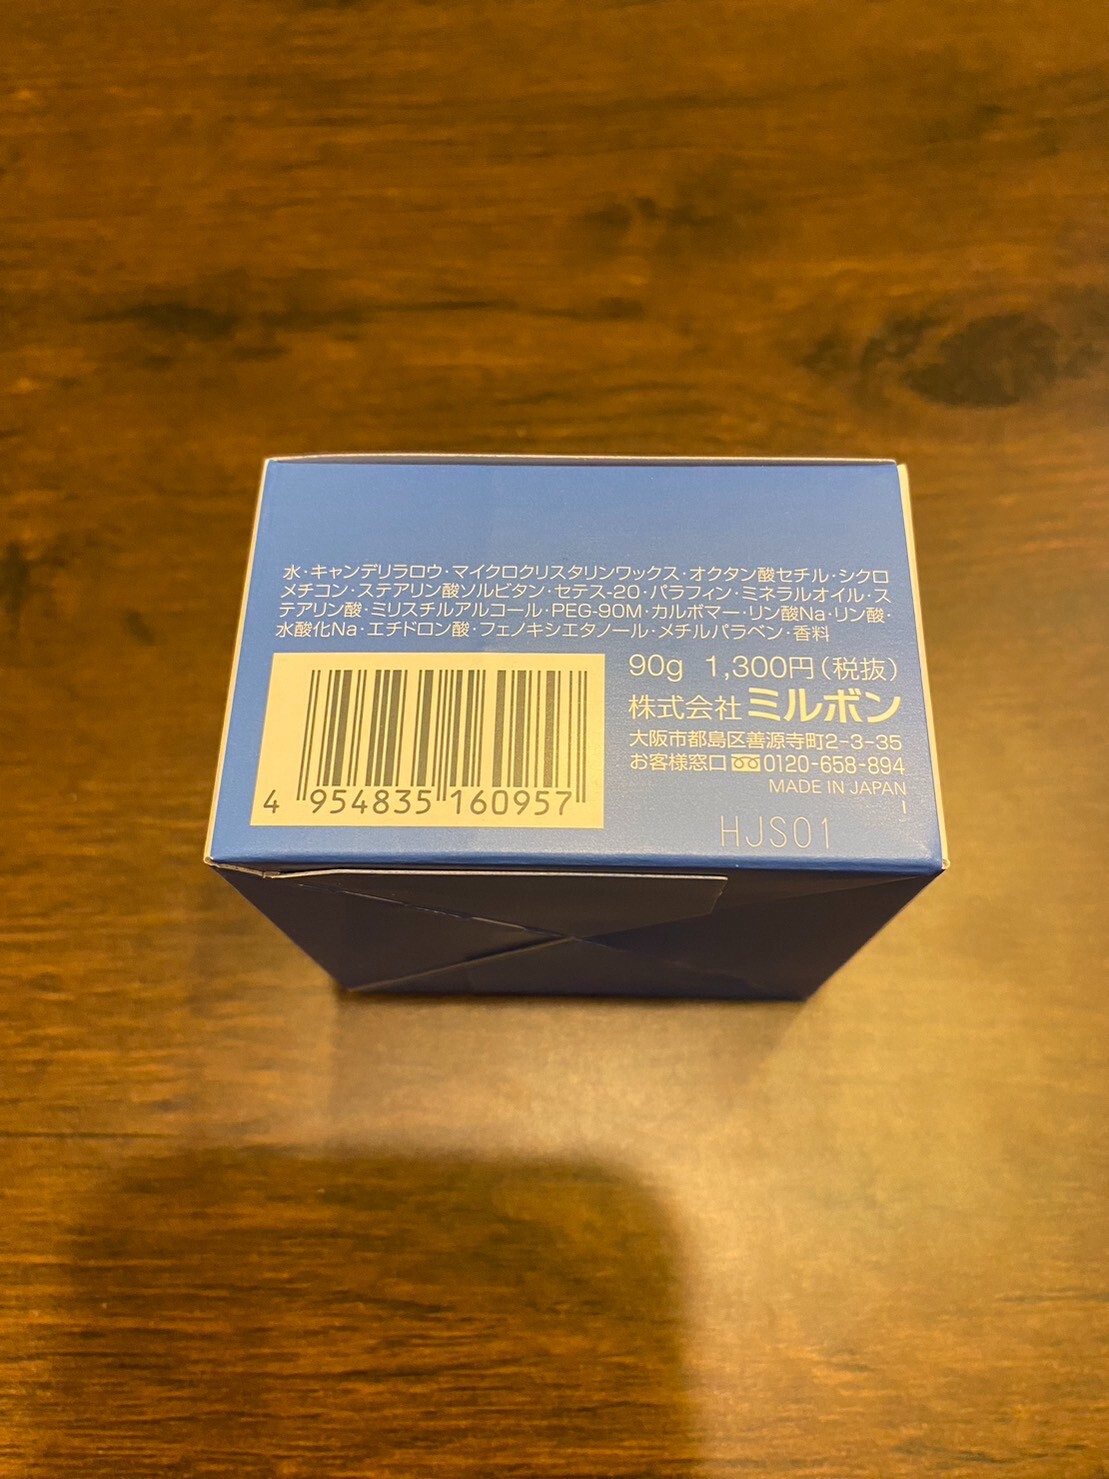 水・キャンデリラロウ・マイクロクリスタリンワックス・オクタン酸セチル・シクロ
メチコン・ステアリン酸ソルビタン・セテス-20・パラフィン・ミネラルオイル・ス
テアリン酸・ミリスチルアルコール・PEG-90M・カルボマー・リン酸Na・リン酸・
水酸化Na・エチドロン酸・フェノキシエタノール・メチルパラベン・香料
90g 1,300円(税抜)
株式会社 ミルボン
大阪市都島区善源寺町2-3-35
お客様窓口 0120-658-894
MADE IN JAPAN
I
HJS01
4 954835 160957